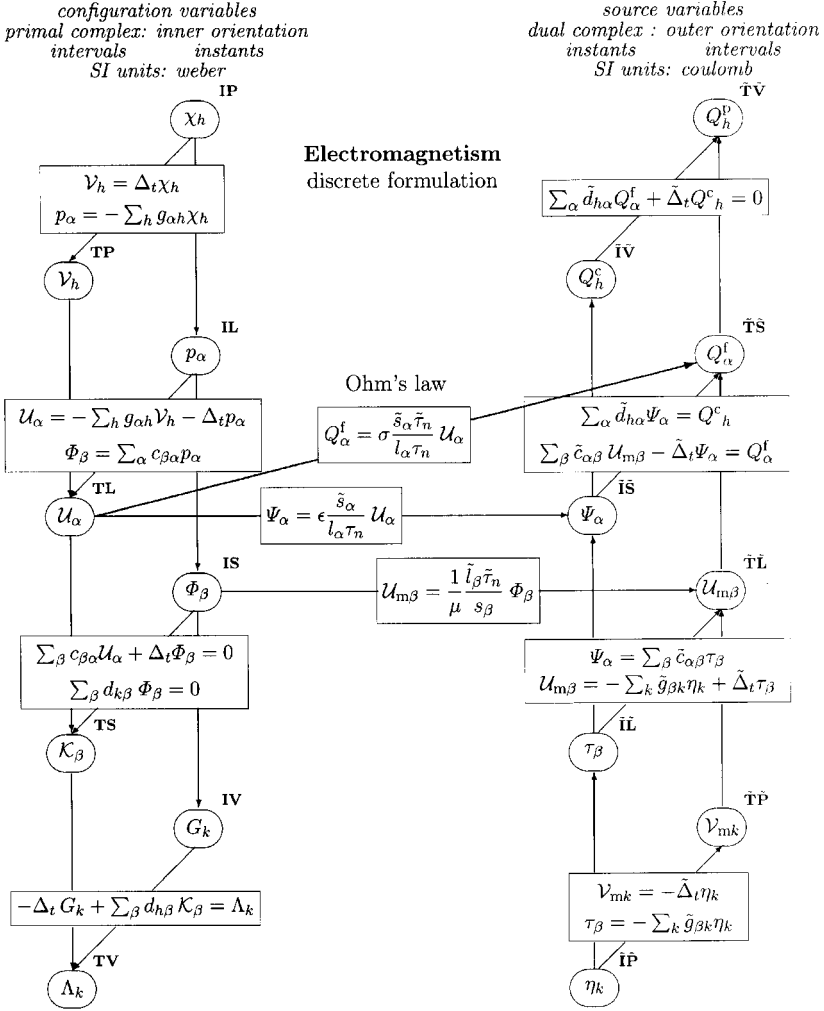 configuration variables
primal complex: inner orientation
intervals instants
SI units: weber
source variables
dual complex : outer orientation
instants intervals
SI units: coulomb
IP
χ_h
T̃Ṽ
Q_h^p
Electromagnetism
discrete formulation
𝒱_h = Δ_t χ_h
p_α = − ∑_h g_{αh} χ_h
∑_α d̃_{hα} Q_α^f + Δ̃_t Q^c_h = 0
TP
𝒱_h
ĨṼ
Q_h^c
IL
p_α
T̃S̃
Q_α^f
Ohm's law
𝒰_α = − ∑_h g_{αh} 𝒱_h − Δ_t p_α
Φ_β = ∑_α c_{βα} p_α
Q_α^f = σ (s̃_α τ̃_n)/(l_α τ_n) 𝒰_α
∑_α d̃_{hα} Ψ_α = Q^c_h
∑_β c̃_{αβ} 𝒰_{mβ} − Δ̃_t Ψ_α = Q_α^f
TL
𝒰_α
Ψ_α = ϵ (s̃_α)/(l_α τ_n) 𝒰_α
ĨS̃
Ψ_α
IS
Φ_β
𝒰_{mβ} = (1/μ) (l̃_β τ̃_n)/(s_β) Φ_β
T̃L̃
𝒰_{mβ}
∑_β c_{βα} 𝒰_α + Δ_t Φ_β = 0
∑_β d_{kβ} Φ_β = 0
Ψ_α = ∑_β c̃_{αβ} τ_β
𝒰_{mβ} = − ∑_k g̃_{βk} η_k + Δ̃_t τ_β
TS
𝒦_β
ĨL̃
τ_β
IV
G_k
T̃P̃
𝒱_{mk}
−Δ_t G_k + ∑_β d_{hβ} 𝒦_β = Λ_k
𝒱_{mk} = −Δ̃_t η_k
τ_β = − ∑_k g̃_{βk} η_k
TV
Λ_k
ĨP̃
η_k